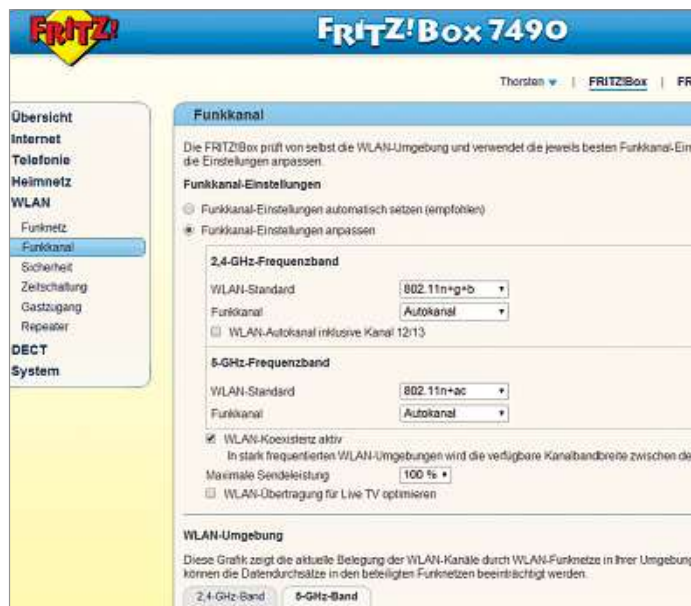 FRITZ!
FRITZ!Box 7490
Thorsten | FRITZ!Box | FR
Übersicht
Internet
Telefonie
Heimnetz
WLAN
Funknetz
Funkkanal
Sicherheit
Zeitschaltung
Gastzugang
Repeater
DECT
System
Funkkanal
Die FRITZ!Box prüft von selbst die WLAN-Umgebung und verwendet die jeweils besten Funkkanal-Ein
die Einstellungen anpassen.
Funkkanal-Einstellungen
Funkkanal-Einstellungen automatisch setzen (empfohlen)
Funkkanal-Einstellungen anpassen
2,4-GHz-Frequenzband
WLAN-Standard 802.11n+g+b
Funkkanal Autokanal
WLAN-Autokanal inklusive Kanal 12/13
5-GHz-Frequenzband
WLAN-Standard 802.11n+ac
Funkkanal Autokanal
WLAN-Koexistenz aktiv
In stark frequentierten WLAN-Umgebungen wird die verfügbare Kanalbandbreite zwischen de
Maximale Sendeleistung 100 %
WLAN-Übertragung für Live TV optimieren
WLAN-Umgebung
Diese Grafik zeigt die aktuelle Belegung der WLAN-Kanäle durch WLAN-Funknetze in Ihrer Umgebung
können die Datendurchsätze in den beteiligten Funknetzen beeinträchtigt werden.
2,4-GHz-Band 5-GHz-Band